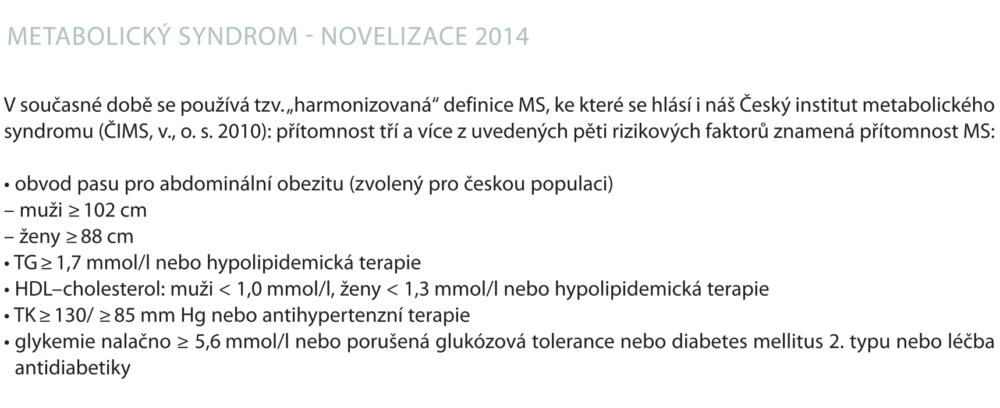 METABOLICKÝ SYNDROM - NOVELIZACE 2014
V současné době se používá tzv. „harmonizovaná“ definice MS, ke které se hlásí i náš Český institut metabolického
syndromu (ČIMS, v., o. s. 2010): přítomnost tří a více z uvedených pěti rizikových faktorů znamená přítomnost MS:
• obvod pasu pro abdominální obezitu (zvolený pro českou populaci)
– muži ≥ 102 cm
– ženy ≥ 88 cm
• TG ≥ 1,7 mmol/l nebo hypolipidemická terapie
• HDL–cholesterol: muži < 1,0 mmol/l, ženy < 1,3 mmol/l nebo hypolipidemická terapie
• TK ≥ 130/ ≥ 85 mm Hg nebo antihypertenzní terapie
• glykemie nalačno ≥ 5,6 mmol/l nebo porušená glukózová tolerance nebo diabetes mellitus 2. typu nebo léčba
antidiabetiky